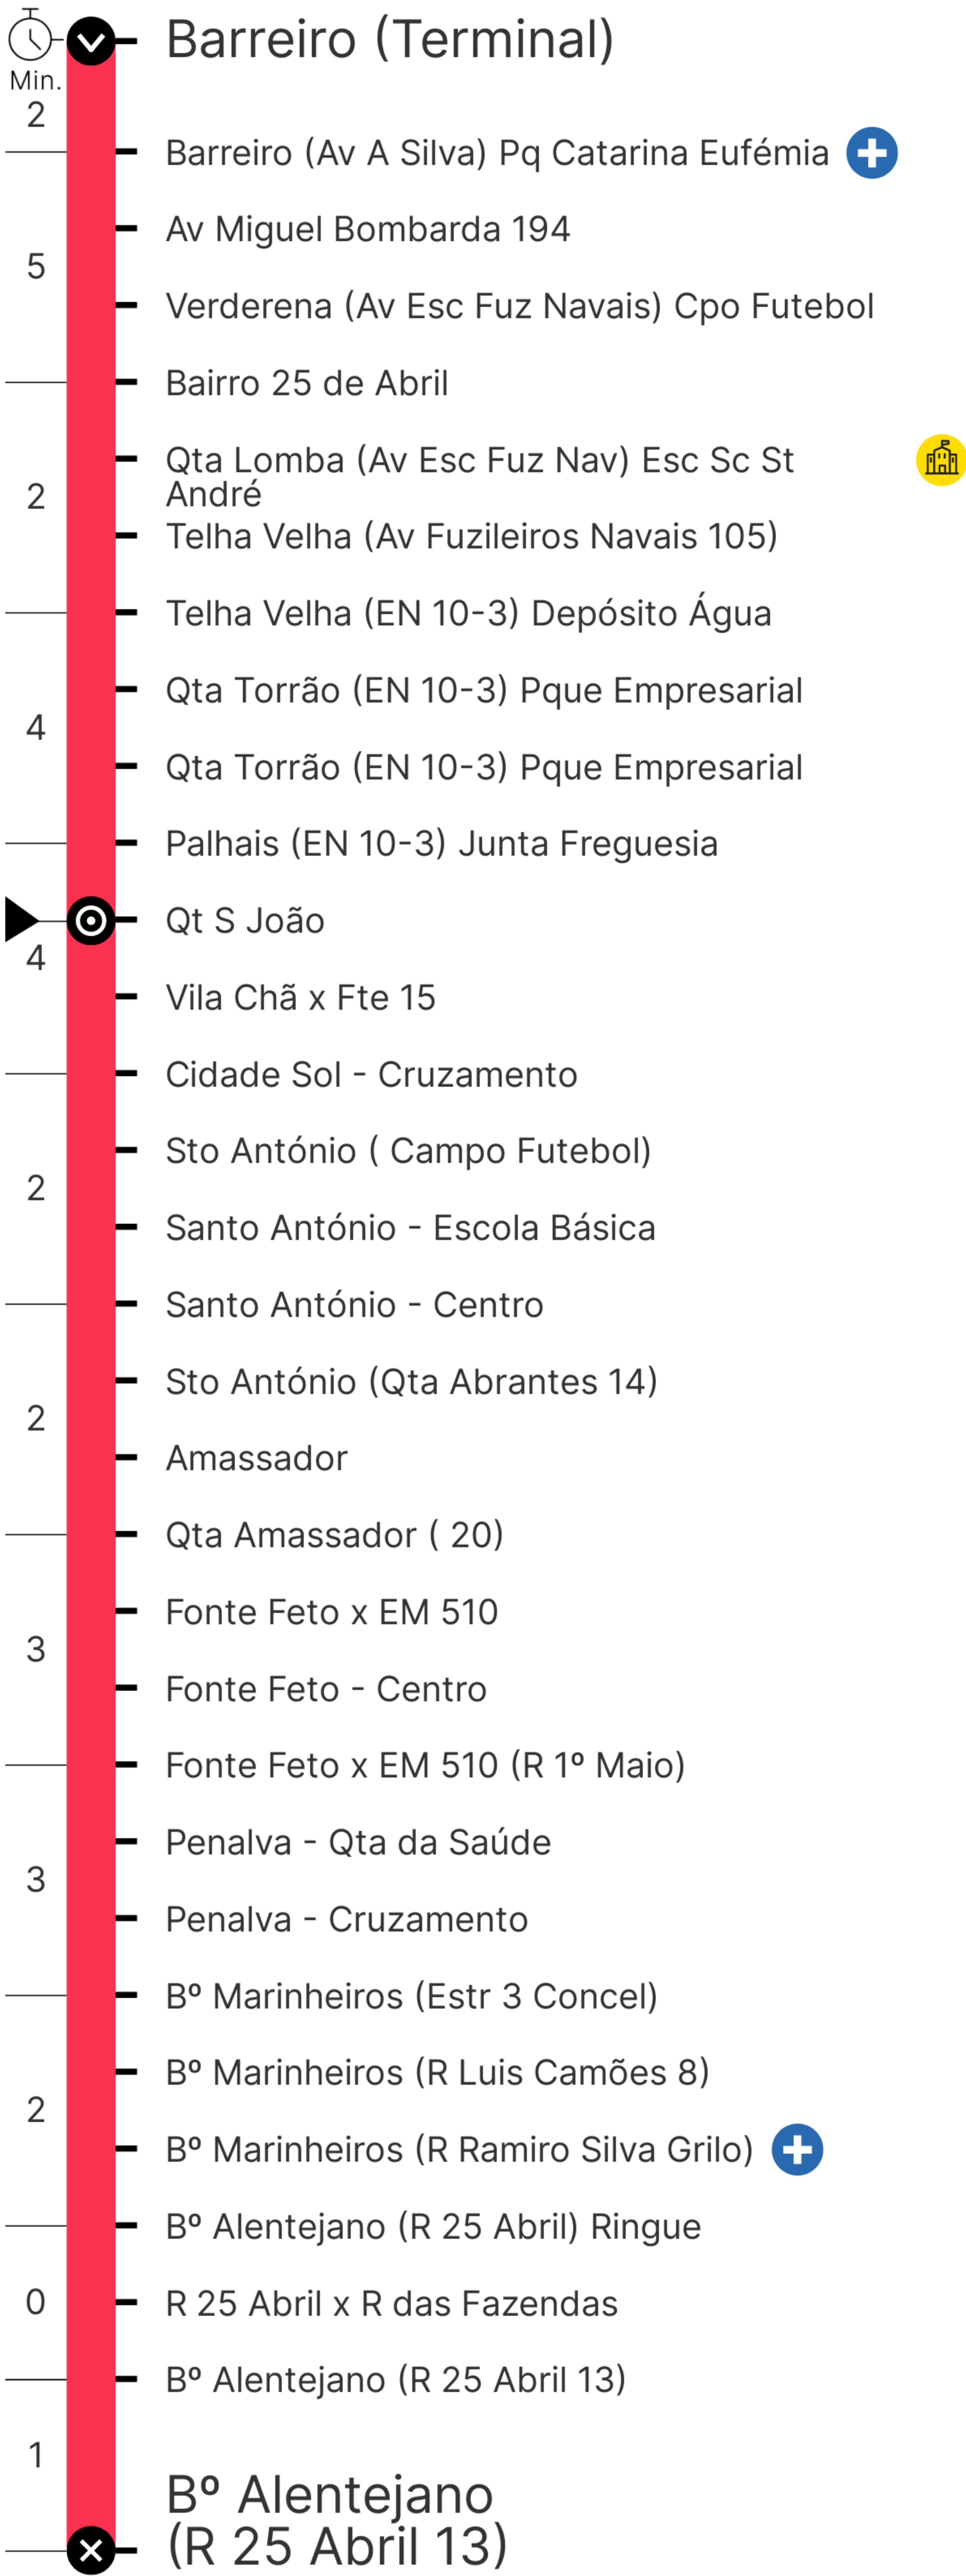 Barreiro (Terminal)
Min.
2
Barreiro (Av A Silva) Pq Catarina Eufémia
Av Miguel Bombarda 194
5
Verderena (Av Esc Fuz Navais) Cpo Futebol
Bairro 25 de Abril
Qta Lomba (Av Esc Fuz Nav) Esc Sc St
André
2
Telha Velha (Av Fuzileiros Navais 105)
Telha Velha (EN 10-3) Depósito Água
Qta Torrão (EN 10-3) Pque Empresarial
4
Qta Torrão (EN 10-3) Pque Empresarial
Palhais (EN 10-3) Junta Freguesia
Qt S João
4
Vila Chã x Fte 15
Cidade Sol - Cruzamento
Sto António ( Campo Futebol)
2
Santo António - Escola Básica
Santo António - Centro
Sto António (Qta Abrantes 14)
2
Amassador
Qta Amassador ( 20)
Fonte Feto x EM 510
3
Fonte Feto - Centro
Fonte Feto x EM 510 (R 1º Maio)
Penalva - Qta da Saúde
3
Penalva - Cruzamento
Bº Marinheiros (Estr 3 Concel)
Bº Marinheiros (R Luis Camões 8)
2
Bº Marinheiros (R Ramiro Silva Grilo)
Bº Alentejano (R 25 Abril) Ringue
0
R 25 Abril x R das Fazendas
Bº Alentejano (R 25 Abril 13)
1
Bº Alentejano
(R 25 Abril 13)